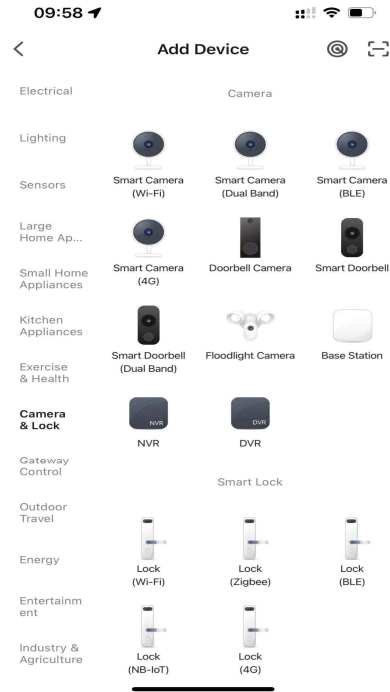 09:58
Add Device
Electrical
Lighting
Sensors
Large
Home Ap...
Small Home
Appliances
Kitchen
Appliances
Exercise
& Health
Camera
& Lock
Gateway
Control
Outdoor
Travel
Energy
Entertainm
ent
Industry &
Agriculture
Camera
Smart Camera
(Wi-Fi)
Smart Camera
(Dual Band)
Smart Camera
(BLE)
Smart Camera
(4G)
Doorbell Camera
Smart Doorbell
Smart Doorbell
(Dual Band)
Floodlight Camera
Base Station
NVR
NVR
DVR
DVR
Smart Lock
Lock
(Wi-Fi)
Lock
(Zigbee)
Lock
(BLE)
Lock
(NB-IoT)
Lock
(4G)